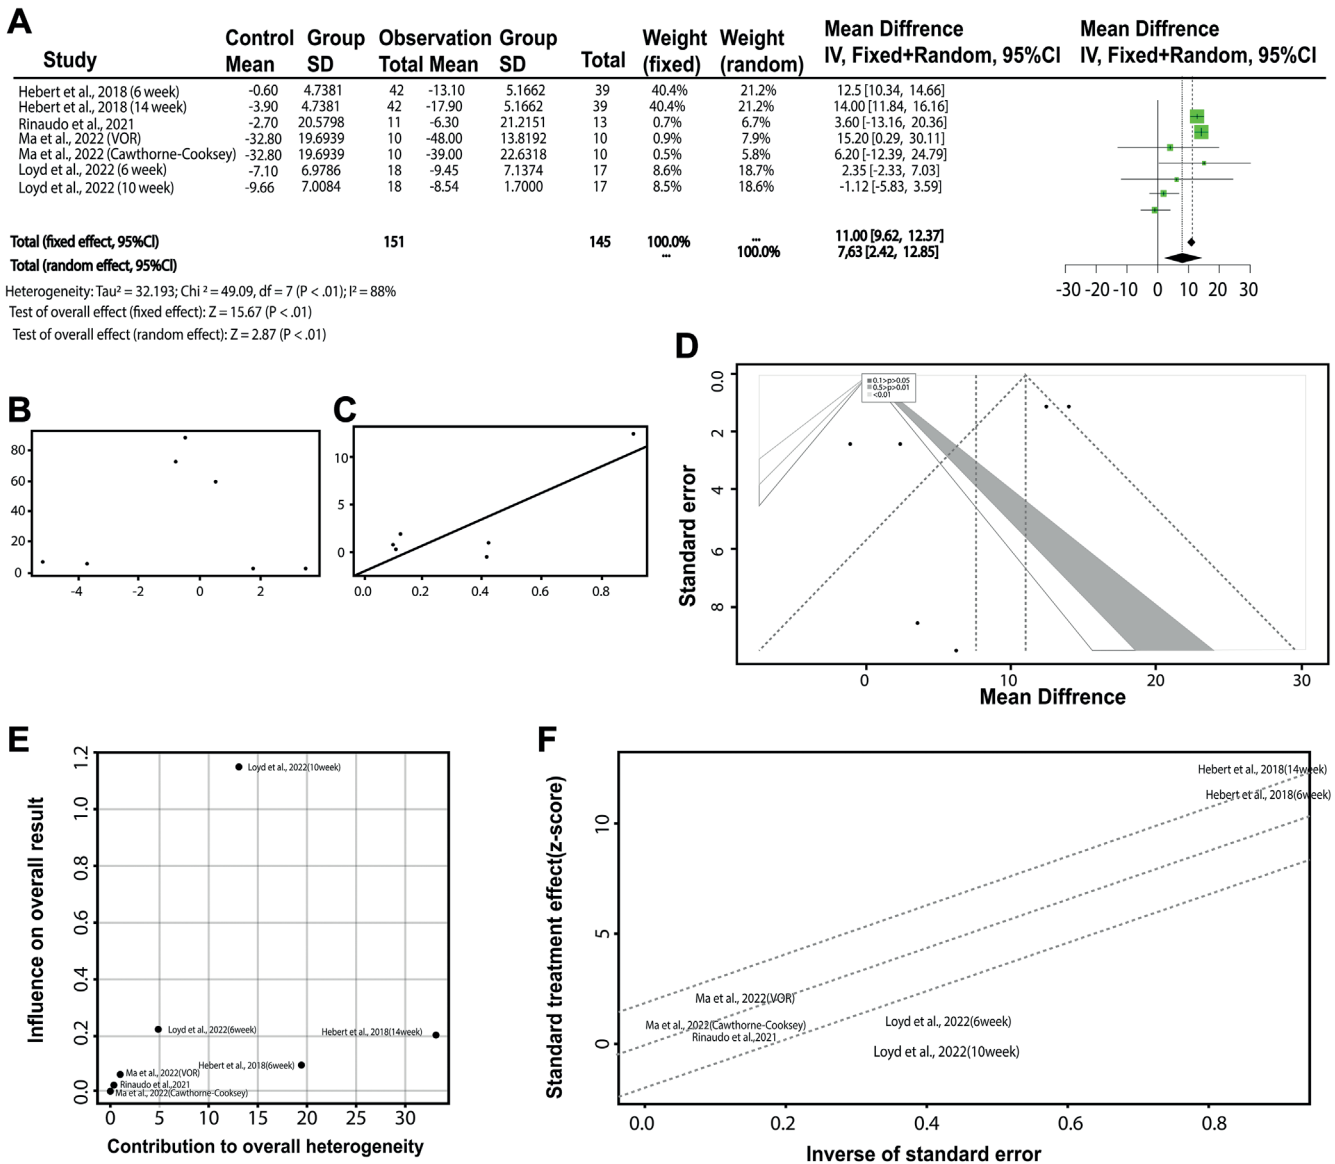 A
Control Group Observation Group Weight Weight Mean Diffrence Mean Diffrence
Study Mean SD Total Mean SD Total (fixed) (random) IV, Fixed+Random, 95%CI IV, Fixed+Random, 95%CI
Hebert et al., 2018 (6 week) -0.60 4.7381 42 -13.10 5.1662 39 40.4% 21.2% 12.5 [10.34, 14.66]
Hebert et al., 2018 (14 week) -3.90 4.7381 42 -17.90 5.1662 39 40.4% 21.2% 14.00 [11.84, 16.16]
Rinaudo et al., 2021 -2.70 20.5798 11 -6.30 21.2151 13 0.7% 6.7% 3.60 [-13.16, 20.36]
Ma et al., 2022 (VOR) -32.80 19.6939 10 -48.00 13.8192 10 0.9% 7.9% 15.20 [0.29, 30.11]
Ma et al., 2022 (Cawthorne-Cooksey) -32.80 19.6939 10 -39.00 22.6318 10 0.5% 5.8% 6.20 [-12.39, 24.79]
Loyd et al., 2022 (6 week) -7.10 6.9786 18 -9.45 7.1374 17 8.6% 18.7% 2.35 [-2.33, 7.03]
Loyd et al., 2022 (10 week) -9.66 7.0084 18 -8.54 1.7000 17 8.5% 18.6% -1.12 [-5.83, 3.59]
Total (fixed effect, 95%CI) 151 145 100.0% ... 11.00 [9.62, 12.37]
... 100.0% 7,63 [2.42, 12.85]
Total (random effect, 95%CI)
-30 -20 -10 0 10 20 30
Heterogeneity: Tau² = 32.193; Chi ² = 49.09, df = 7 (P < .01); I² = 88%
Test of overall effect (fixed effect): Z = 15.67 (P < .01)
Test of overall effect (random effect): Z = 2.87 (P < .01)
B
80
60
40
20
0
-4 -2 0 2
C
10
5
0
0.0 0.2 0.4 0.6 0.8
D
0.1>p>0.05
0.5>p>0.01
<0.01
Standard error
0.0
2
4
6
8
0 10 20 30
Mean Diffrence
E
Influence on overall result
1.2
1.0
0.8
0.6
0.4
0.2
0.0
Loyd et al., 2022(10week)
Loyd et al., 2022(6week)
Hebert et al., 2018(14week)
Hebert et al., 2018(6week)
Ma et al., 2022(VOR)
Rinaudo et al.,2021
Ma et al., 2022(Cawthorne-Cooksey)
0 5 10 15 20 25 30
Contribution to overall heterogeneity
F
Standard treatment effect(z-score)
10
5
0
Hebert et al., 2018(14week)
Hebert et al., 2018(6week)
Ma et al., 2022(VOR)
Ma et al., 2022(Cawthorne-Cooksey)
Rinaudo et al.,2021
Loyd et al., 2022(6week)
Loyd et al., 2022(10week)
0.0 0.2 0.4 0.6 0.8
Inverse of standard error